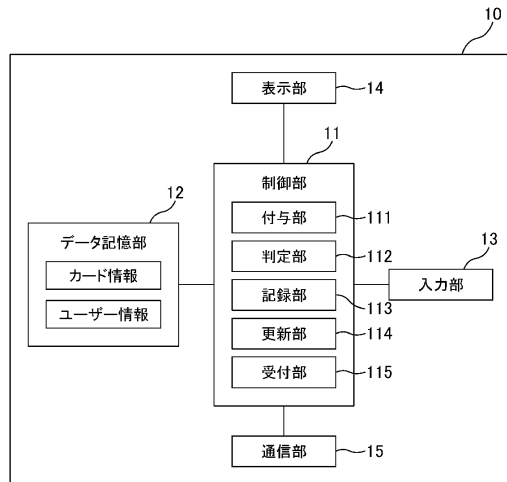 10
表示部
14
11
制御部
12
データ記憶部
カード情報
ユーザー情報
付与部
111
判定部
112
記録部
113
更新部
114
受付部
115
13
入力部
通信部
15